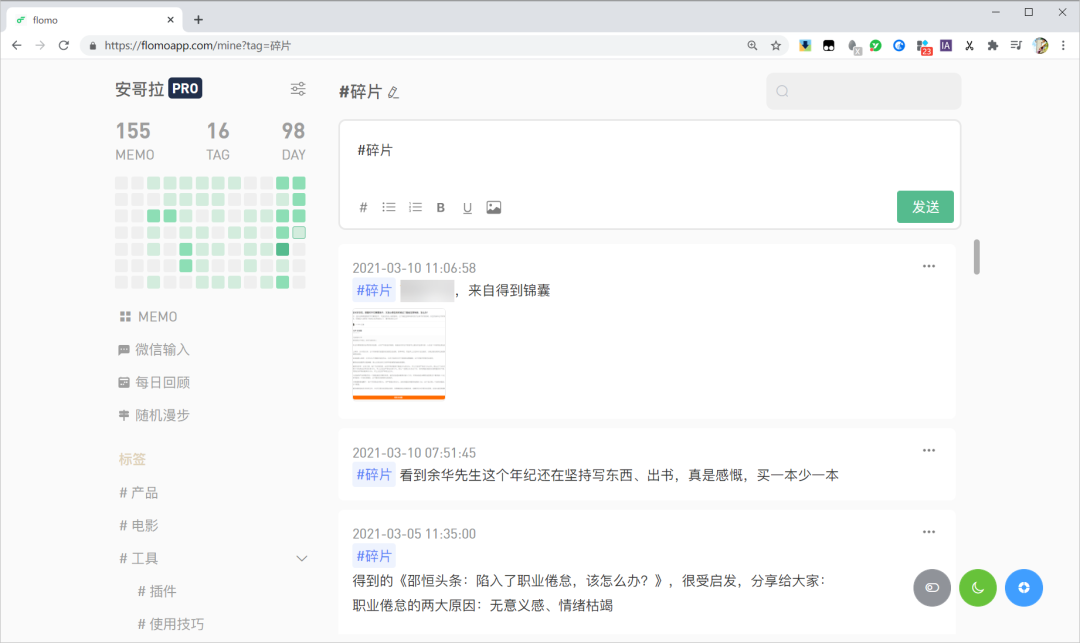 flomo
https://flomoapp.com/mine?tag=碎片
23
IA
安哥拉 PRO
155 16 98
MEMO TAG DAY
MEMO
微信输入
每日回顾
随机漫步
标签
# 产品
# 电影
# 工具
# 插件
# 使用技巧
#碎片
#碎片
# B U
发送
2021-03-10 11:06:58
#碎片 ，来自得到锦囊
2021-03-10 07:51:45
#碎片 看到余华先生这个年纪还在坚持写东西、出书，真是感慨，买一本少一本
2021-03-05 11:35:00
#碎片
得到的《邵恒头条：陷入了职业倦怠，该怎么办？》，很受启发，分享给大家：
职业倦怠的两大原因：无意义感、情绪枯竭